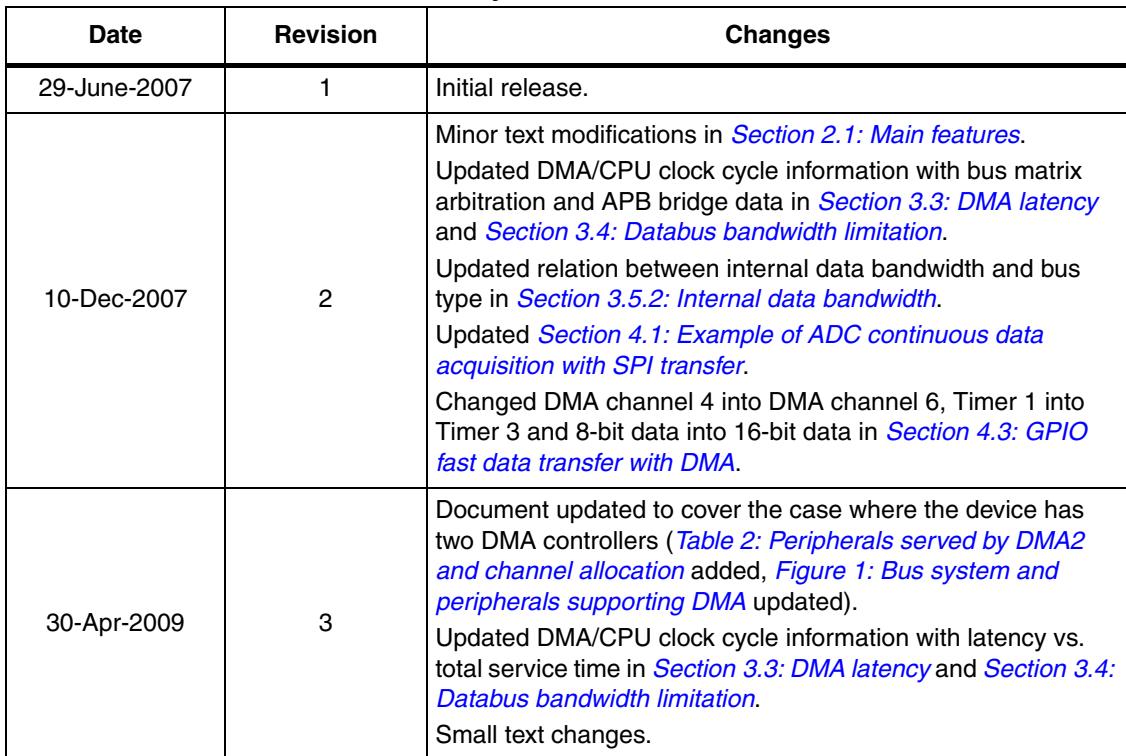 Date Revision Changes
29-June-2007 1 Initial release.
Minor text modifications in Section 2.1: Main features.
Updated DMA/CPU clock cycle information with bus matrix
arbitration and APB bridge data in Section 3.3: DMA latency
and Section 3.4: Databus bandwidth limitation.
Updated relation between internal data bandwidth and bus
10-Dec-2007 2 type in Section 3.5.2: Internal data bandwidth.
Updated Section 4.1: Example of ADC continuous data
acquisition with SPI transfer.
Changed DMA channel 4 into DMA channel 6, Timer 1 into
Timer 3 and 8-bit data into 16-bit data in Section 4.3: GPIO
fast data transfer with DMA.
Document updated to cover the case where the device has
two DMA controllers (Table 2: Peripherals served by DMA2
and channel allocation added, Figure 1: Bus system and
peripherals supporting DMA updated).
30-Apr-2009 3
Updated DMA/CPU clock cycle information with latency vs.
total service time in Section 3.3: DMA latency and Section 3.4:
Databus bandwidth limitation.
Small text changes.